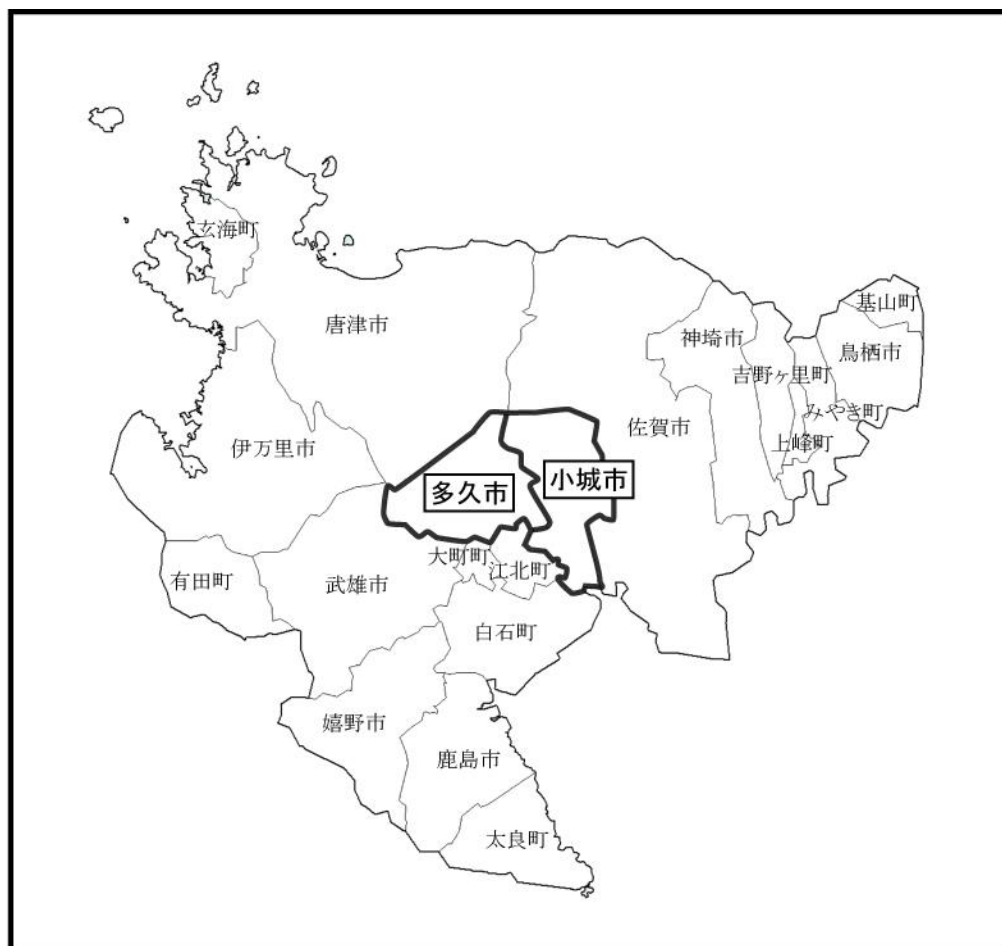 玄海町
唐津市
基山町
神埼市
鳥栖市
吉野ヶ里町
みやき町
佐賀市
上峰町
伊万里市
小城市
多久市
大町町
江北町
有田町
武雄市
白石町
嬉野市
鹿島市
太良町